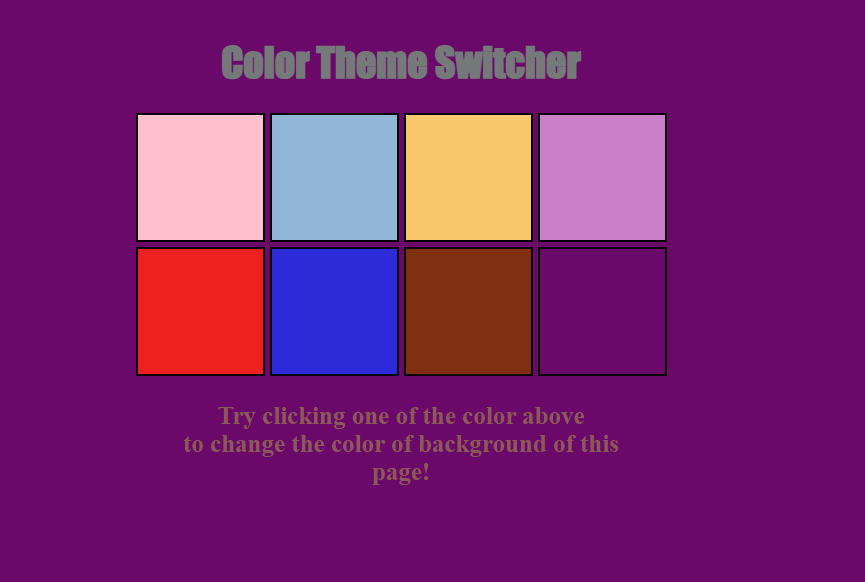 Color Theme Switcher
Try clicking one of the color above
to change the color of background of this
page!